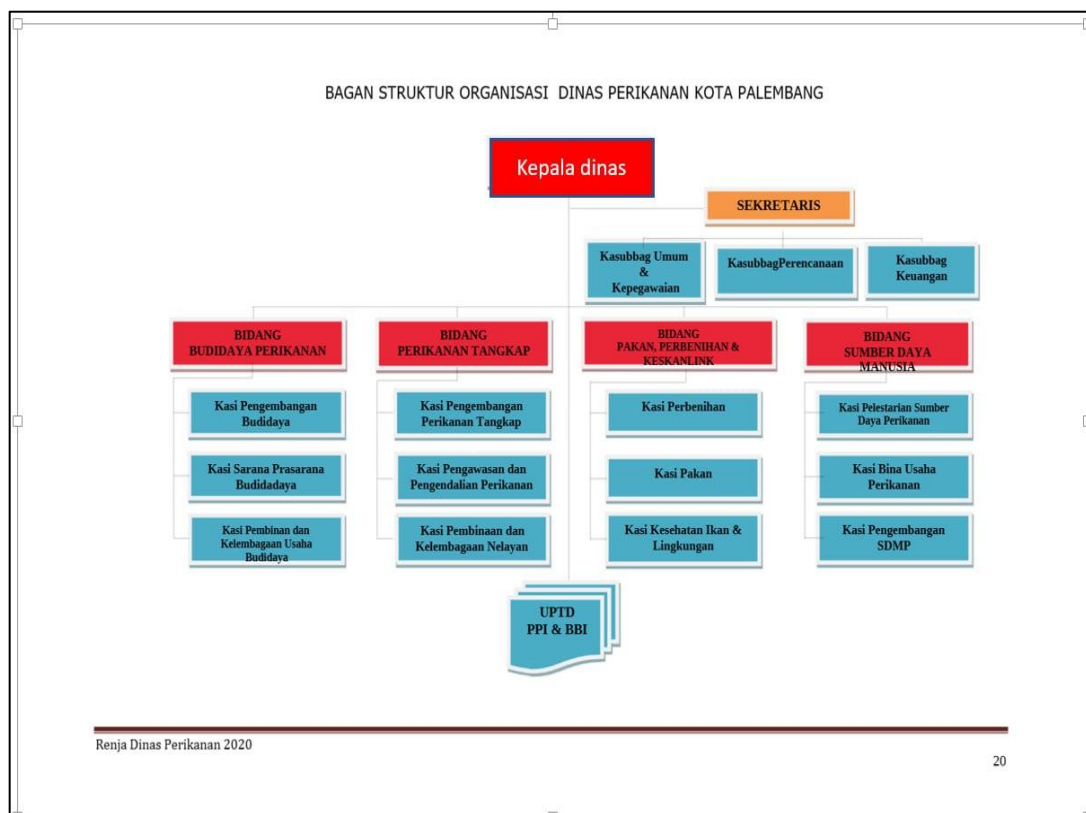 BAGAN STRUKTUR ORGANISASI DINAS PERIKANAN KOTA PALEMBANG
Kepala dinas
SEKRETARIS
Kasubbag Umum
&
Kepegawaian
KasubbagPerencanaan
Kasubbag
Keuangan
BIDANG
BUDIDAYA PERIKANAN
BIDANG
PERIKANAN TANGKAP
BIDANG
PAKAN, PERBENIHAN &
KESKANLINK
BIDANG
SUMBER DAYA
MANUSIA
Kasi Pengembangan
Budidaya
Kasi Pengembangan
Perikanan Tangkap
Kasi Perbenihan
Kasi Pelestarian Sumber
Daya Perikanan
Kasi Sarana Prasarana
Budidadaya
Kasi Pengawasan dan
Pengendalian Perikanan
Kasi Pakan
Kasi Bina Usaha
Perikanan
Kasi Pembinan dan
Kelembagaan Usaha
Budidaya
Kasi Pembinaan dan
Kelembagaan Nelayan
Kasi Kesehatan Ikan &
Lingkungan
Kasi Pengembangan
SDMP
UPTD
PPI & BBI
Renja Dinas Perikanan 2020
20